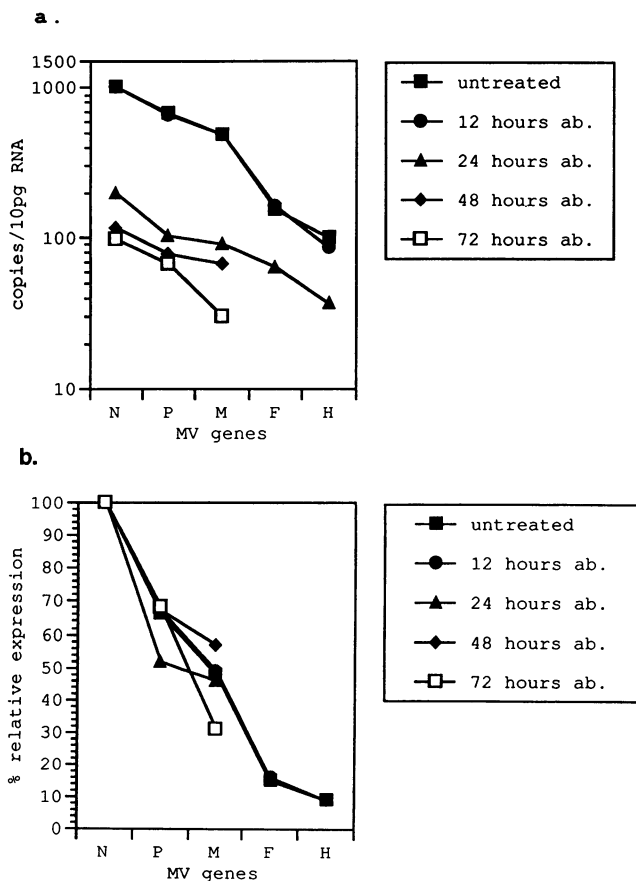 a.
1500
1000
100
10
copies/10pg RNA
N P M F H
MV genes
untreated
12 hours ab.
24 hours ab.
48 hours ab.
72 hours ab.
b.
100
90
80
70
60
50
40
30
20
10
0
% relative expression
N P M F H
MV genes
untreated
12 hours ab.
24 hours ab.
48 hours ab.
72 hours ab.